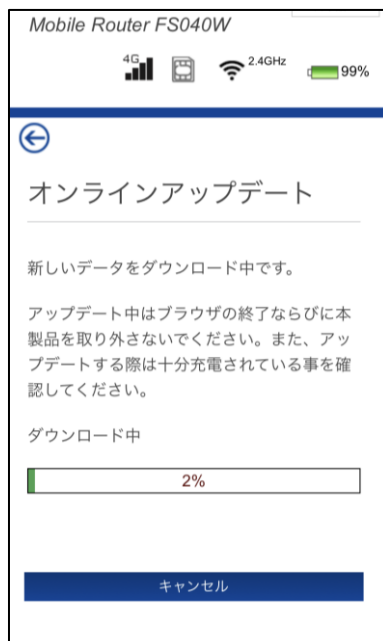 Mobile Router FS040W
4G
2.4GHz
99%
オンラインアップデート
新しいデータをダウンロード中です。
アップデート中はブラウザの終了ならびに本
製品を取り外さないでください。また、アッ
プデートする際は十分充電されている事を確
認してください。
ダウンロード中
2%
キャンセル